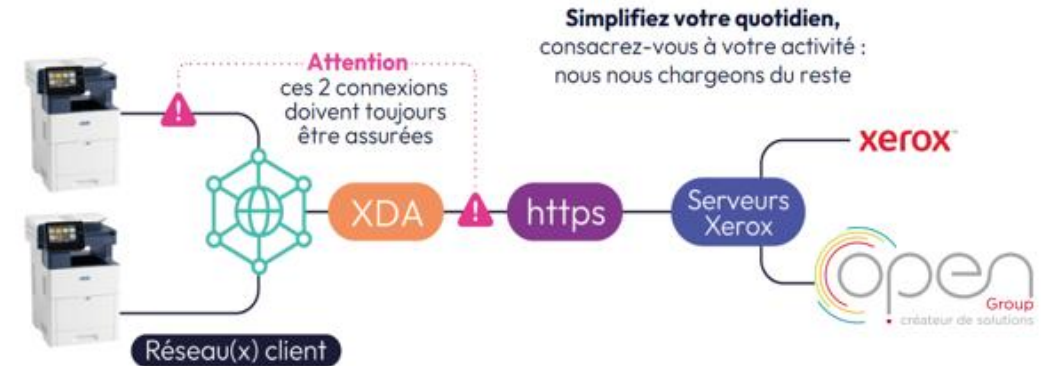 Simplifiez votre quotidien,
consacrez-vous à votre activité :
nous nous chargeons du reste
Attention
ces 2 connexions
doivent toujours
être assurées
!
!
XDA
https
Serveurs
Xerox
xerox™
open
Group
créateur de solutions
Réseau(x) client